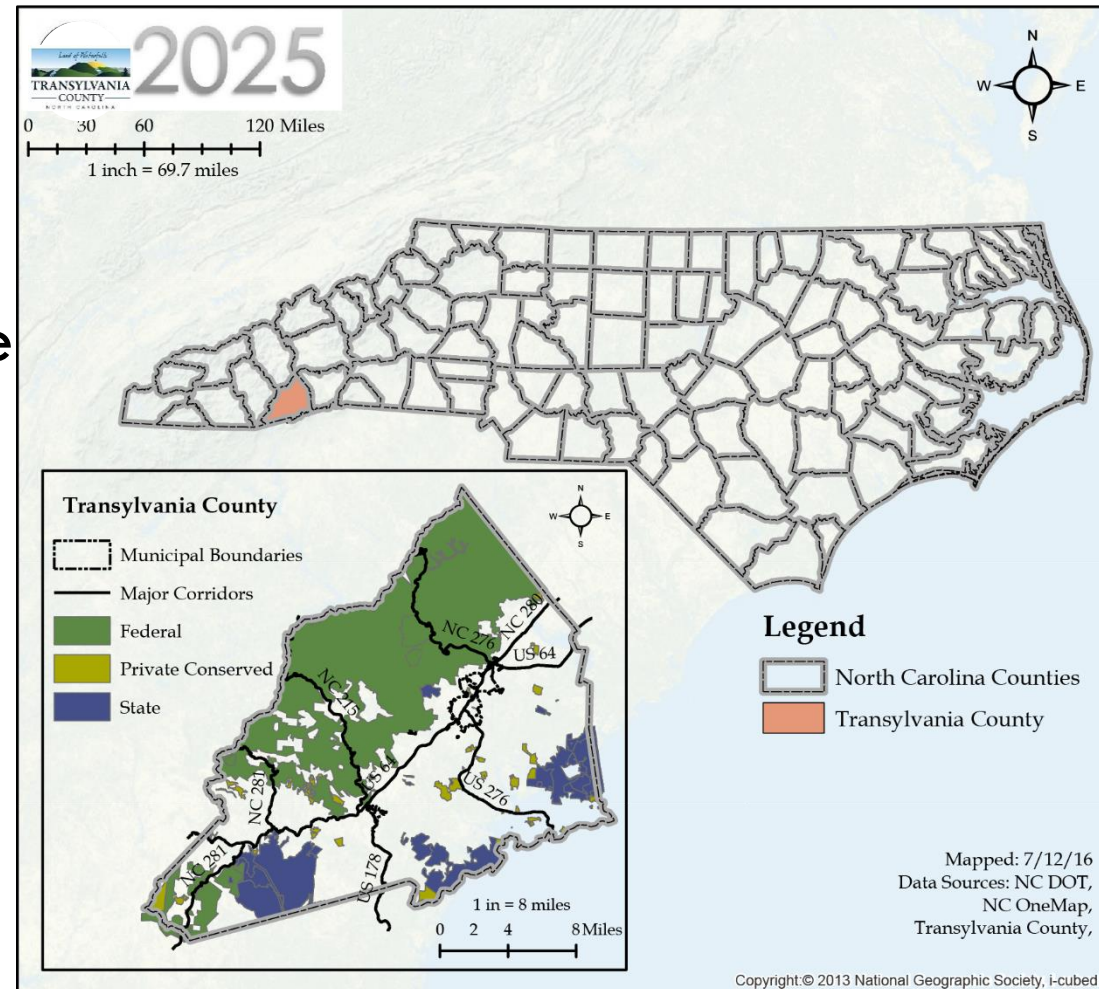 Land of Waterfalls
TRANSYLVANIA
COUNTY
NORTH CAROLINA
2025
0 30 60 120 Miles
1 inch = 69.7 miles
N
W E
S
e
Transylvania County
Municipal Boundaries
Major Corridors
Federal
Private Conserved
State
N
W E
S
NC 276
NC 280
US 64
NC 215
US 64
NC 281
US 276
NC 281
US 178
1 in = 8 miles
0 2 4 8 Miles
Legend
North Carolina Counties
Transylvania County
Mapped: 7/12/16
Data Sources: NC DOT,
NC OneMap,
Transylvania County,
Copyright:© 2013 National Geographic Society, i-cubed